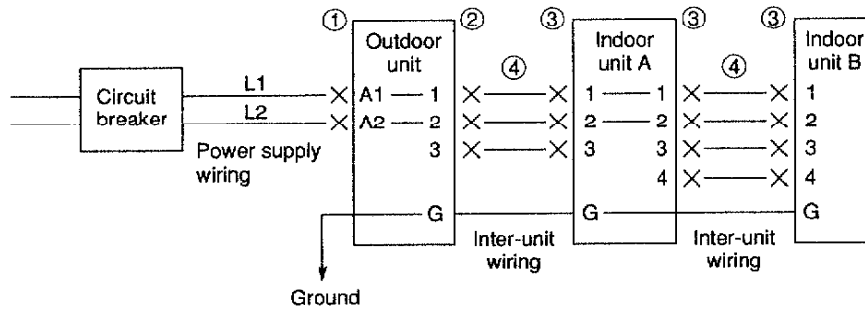 ① ② ③ ③ ③
Outdoor unit
Indoor unit A
Indoor unit B
④ ④
Circuit breaker
L1
L2
Power supply wiring
A1 1 1 1 1
A2 2 2 2 2
3 3 3 3
4 4
G G G
Inter-unit wiring
Inter-unit wiring
Ground